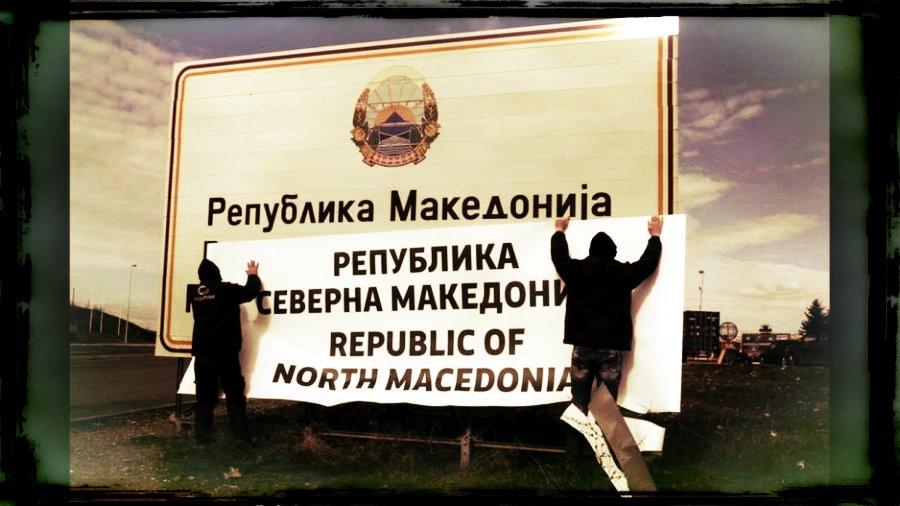 Република Македонија
РЕПУБЛИКА
СЕВЕРНА МАКЕДОНИ
REPUBLIC OF
NORTH MACEDONIA